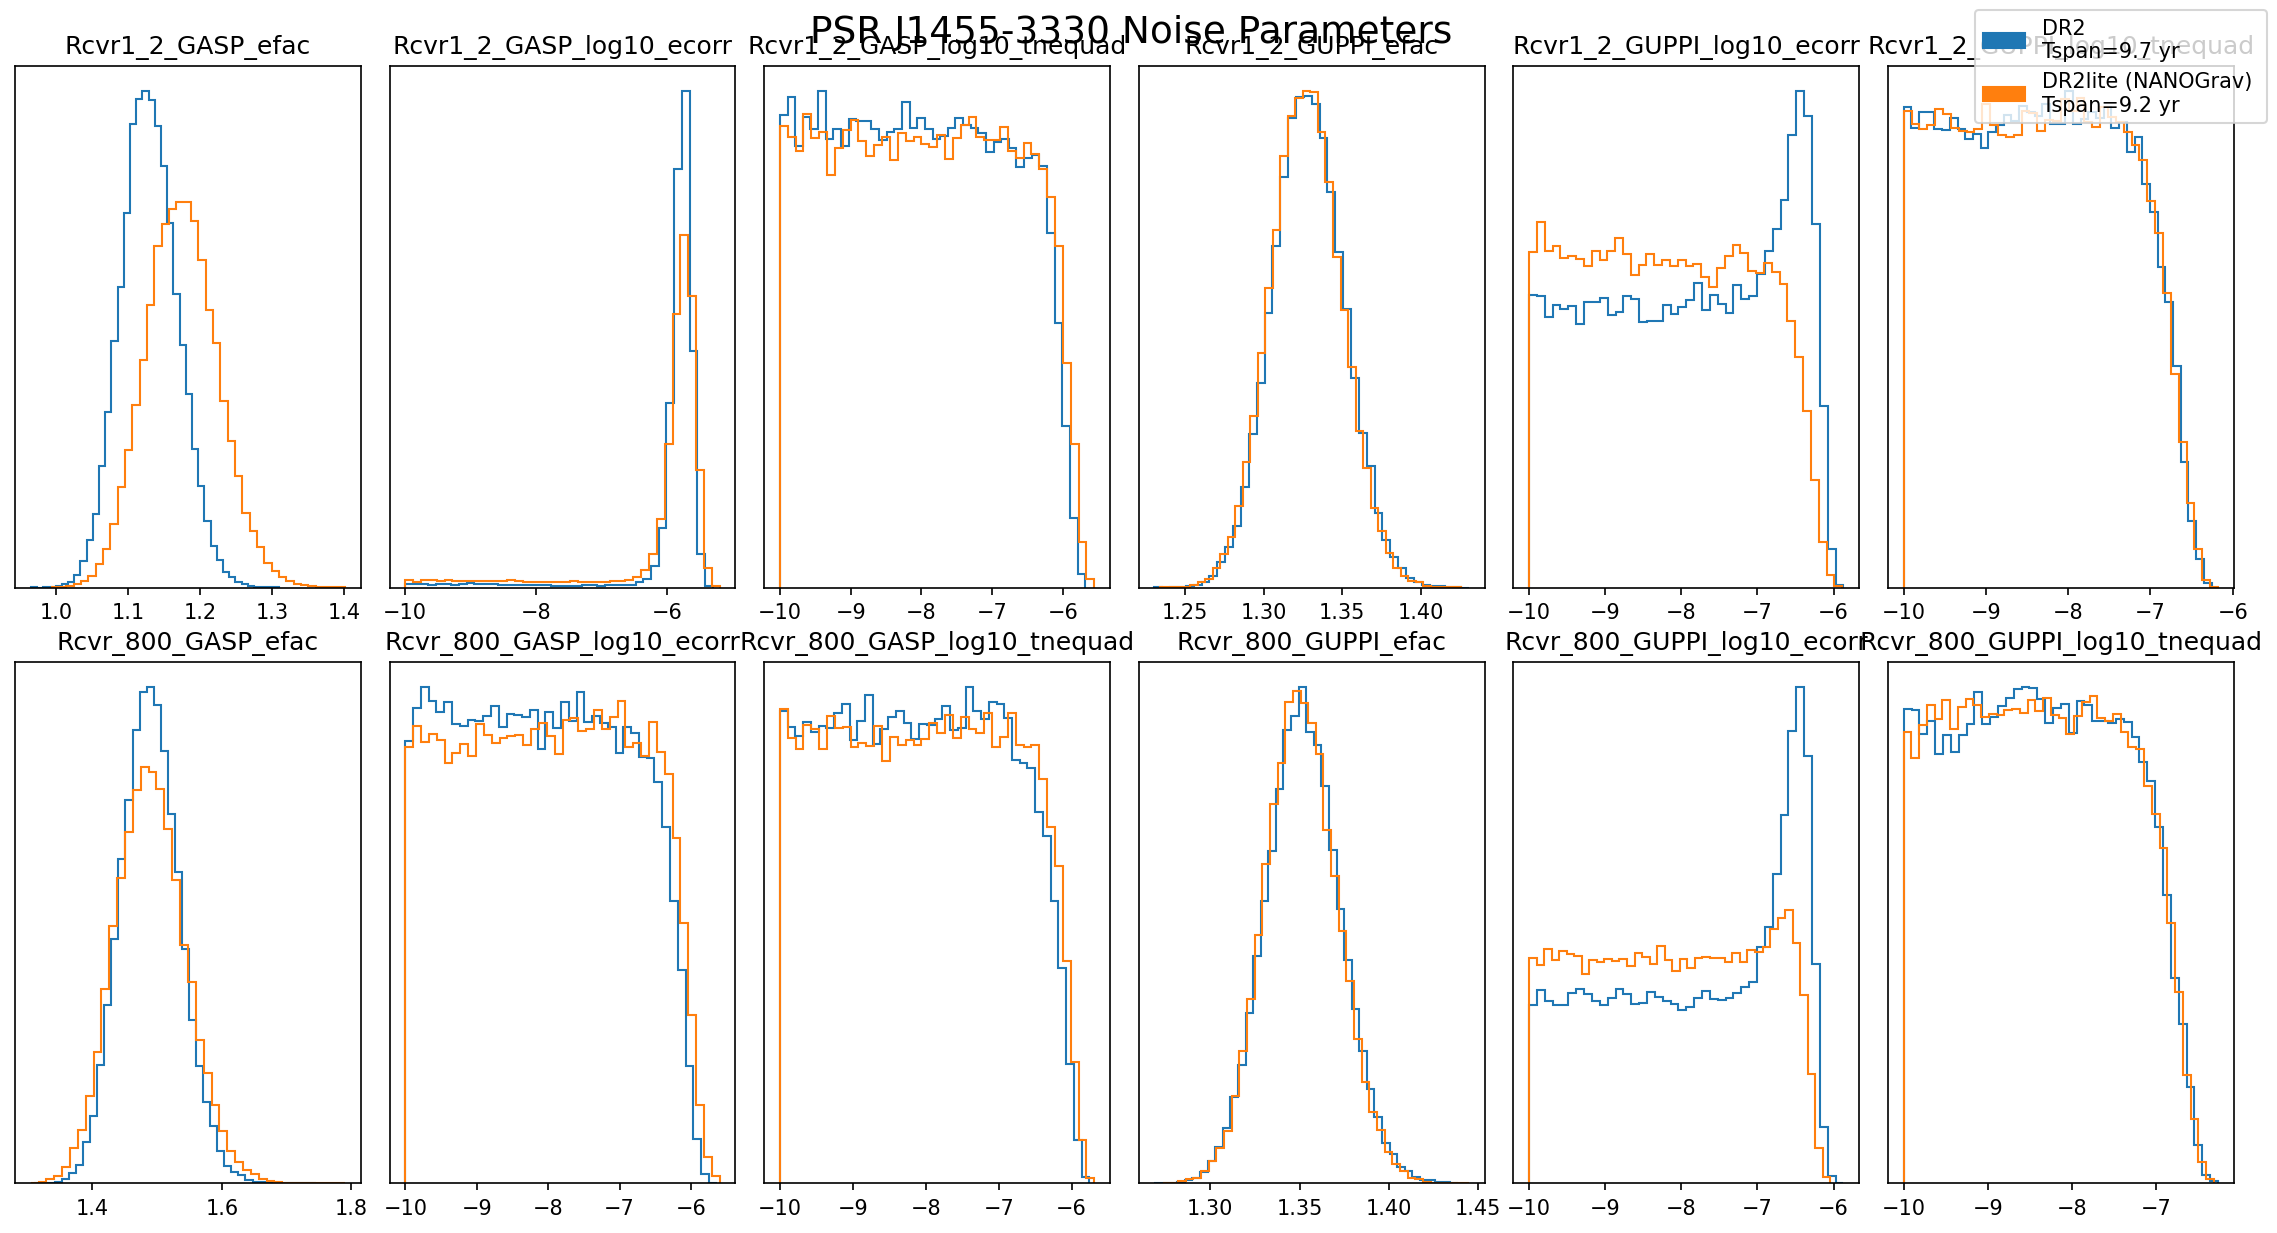 PSR J1455-3330 Noise Parameters
DR2
Tspan=9.7 yr
DR2lite (NANOGrav)
Tspan=9.2 yr
Rcvr1_2_GASP_efac
Rcvr1_2_GASP_log10_ecorr
Rcvr1_2_GASP_log10_tnequad
Rcvr1_2_GUPPI_efac
Rcvr1_2_GUPPI_log10_ecorr
Rcvr1_2_GUPPI_log10_tnequad
1.0 1.1 1.2 1.3 1.4
−10 −8 −6
−10 −9 −8 −7 −6
1.25 1.30 1.35 1.40
−10 −9 −8 −7 −6
−10 −9 −8 −7 −6
Rcvr_800_GASP_efac
Rcvr_800_GASP_log10_ecorr
Rcvr_800_GASP_log10_tnequad
Rcvr_800_GUPPI_efac
Rcvr_800_GUPPI_log10_ecorr
Rcvr_800_GUPPI_log10_tnequad
1.4 1.6 1.8
−10 −9 −8 −7 −6
−10 −9 −8 −7 −6
1.30 1.35 1.40 1.45
−10 −9 −8 −7 −6
−10 −9 −8 −7